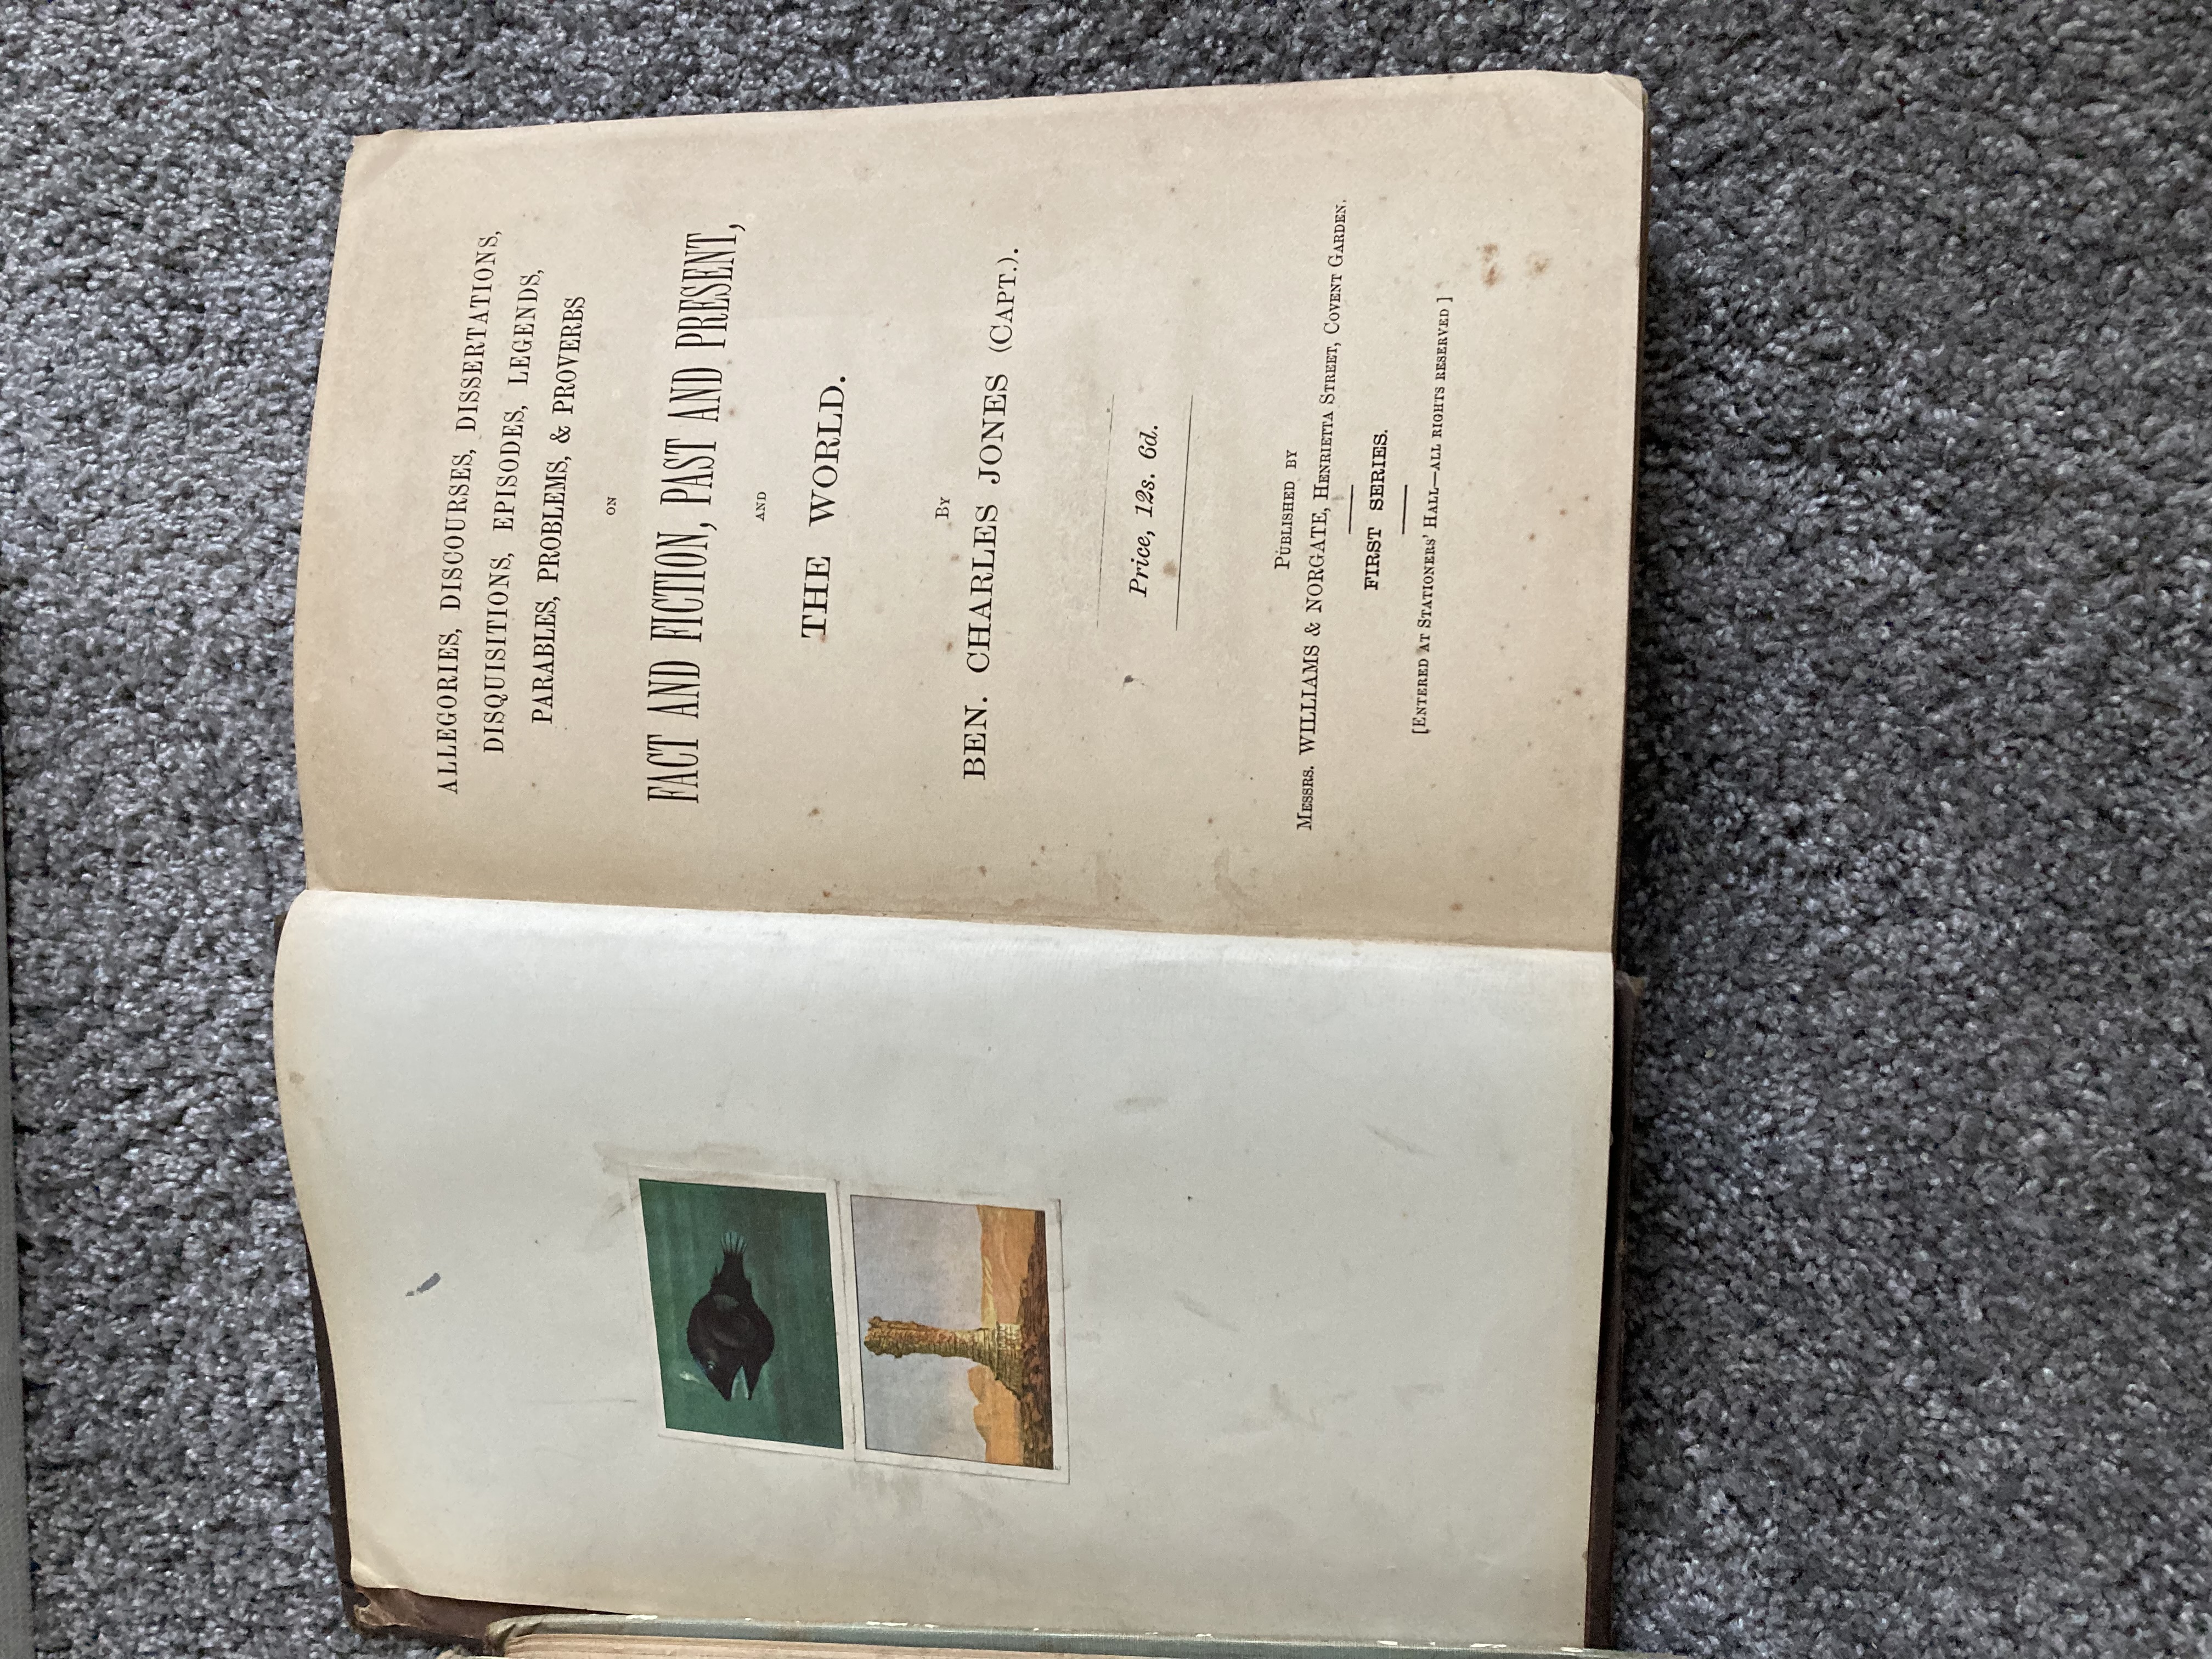 ALLEGORIES, DISCOURSES, DISSERTATIONS,
DISQUISITIONS, EPISODES, LEGENDS,
PARABLES, PROBLEMS, & PROVERBS
ON
FACT AND FICTION, PAST AND PRESENT,
AND
THE WORLD.
BY
BEN. CHARLES JONES (CAPT.).
Price, 12s. 6d.
PUBLISHED BY
MESSRS. WILLIAMS & NORGATE, HENRIETTA STREET, COVENT GARDEN.
FIRST SERIES.
[ENTERED AT STATIONERS' HALL—ALL RIGHTS RESERVED]